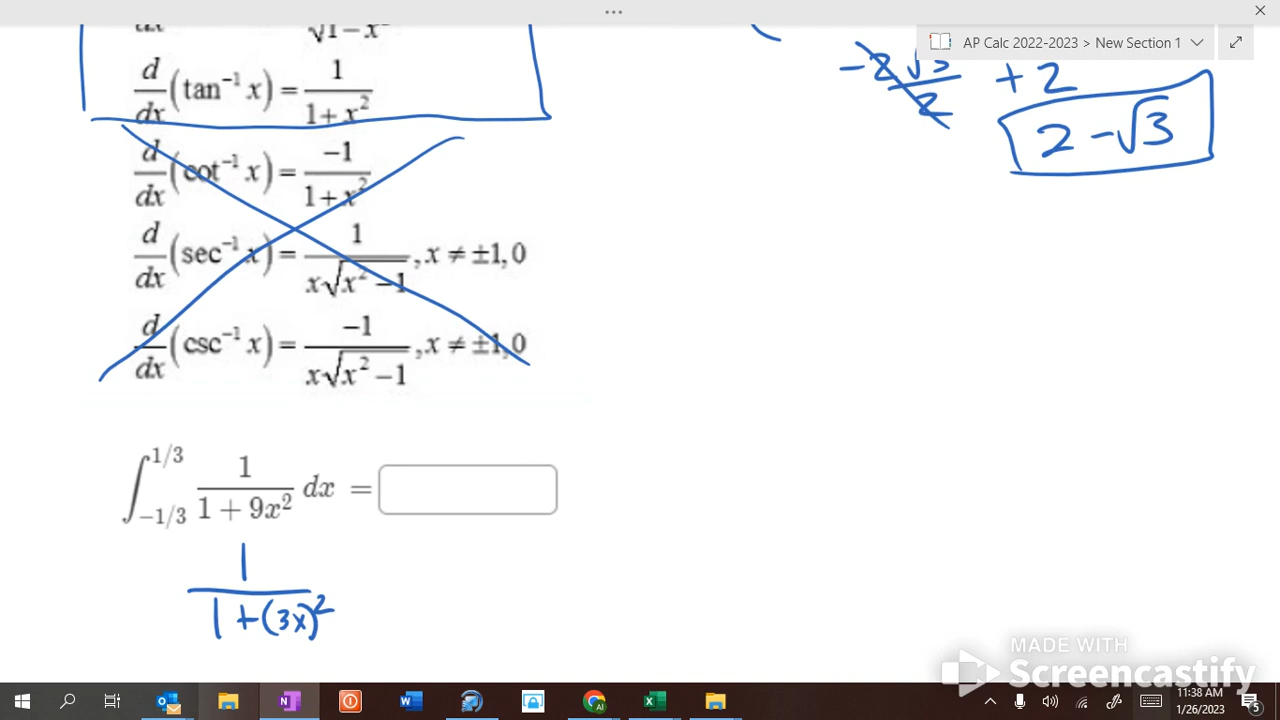 AP Calc 2022-2023 > New Section 1
√1−x²
d/dx (tan⁻¹ x) = 1/(1+x²)
d/dx (cot⁻¹ x) = −1/(1+x²)
d/dx (sec⁻¹ x) = 1/(x√(x²−1)), x ≠ ±1,0
d/dx (csc⁻¹ x) = −1/(x√(x²−1)), x ≠ ±1,0
+ 2
2 − √3
∫_{−1/3}^{1/3} 1/(1 + 9x²) dx =
1/(1+(3x)²)
MADE WITH
Screencastify
11:38 AM
1/26/2023
5